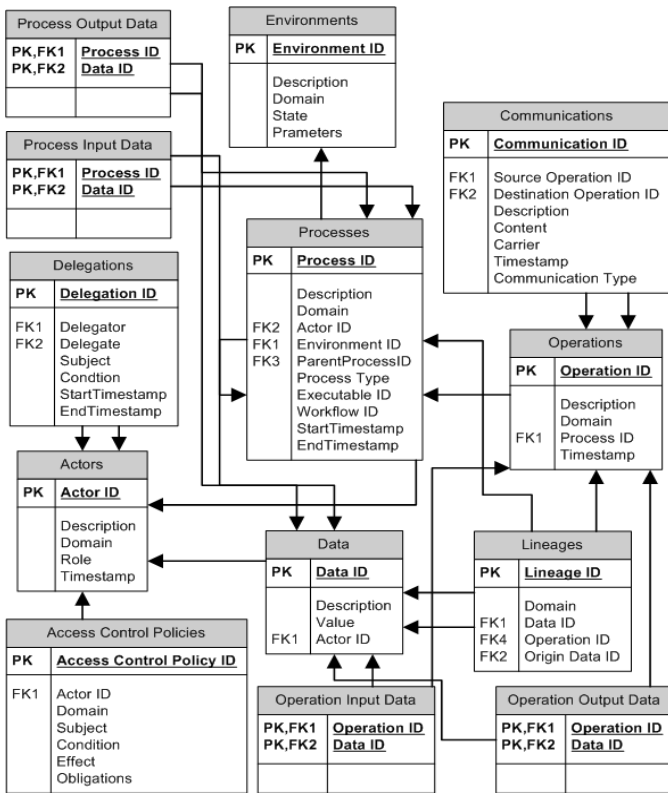 Process Output Data
PK,FK1 Process ID
PK,FK2 Data ID
Environments
PK Environment ID
Description
Domain
State
Prameters
Process Input Data
PK,FK1 Process ID
PK,FK2 Data ID
Communications
PK Communication ID
FK1 Source Operation ID
FK2 Destination Operation ID
Description
Content
Carrier
Timestamp
Communication Type
Processes
PK Process ID
Description
Domain
FK2 Actor ID
FK1 Environment ID
FK3 ParentProcessID
Process Type
Executable ID
Workflow ID
StartTimestamp
EndTimestamp
Delegations
PK Delegation ID
FK1 Delegator
FK2 Delegate
Subject
Condtion
StartTimestamp
EndTimestamp
Operations
PK Operation ID
Description
Domain
FK1 Process ID
Timestamp
Actors
PK Actor ID
Description
Domain
Role
Timestamp
Data
PK Data ID
Description
Value
FK1 Actor ID
Lineages
PK Lineage ID
Domain
FK1 Data ID
FK4 Operation ID
FK2 Origin Data ID
Access Control Policies
PK Access Control Policy ID
FK1 Actor ID
Domain
Subject
Condition
Effect
Obligations
Operation Input Data
PK,FK1 Operation ID
PK,FK2 Data ID
Operation Output Data
PK,FK1 Operation ID
PK,FK2 Data ID